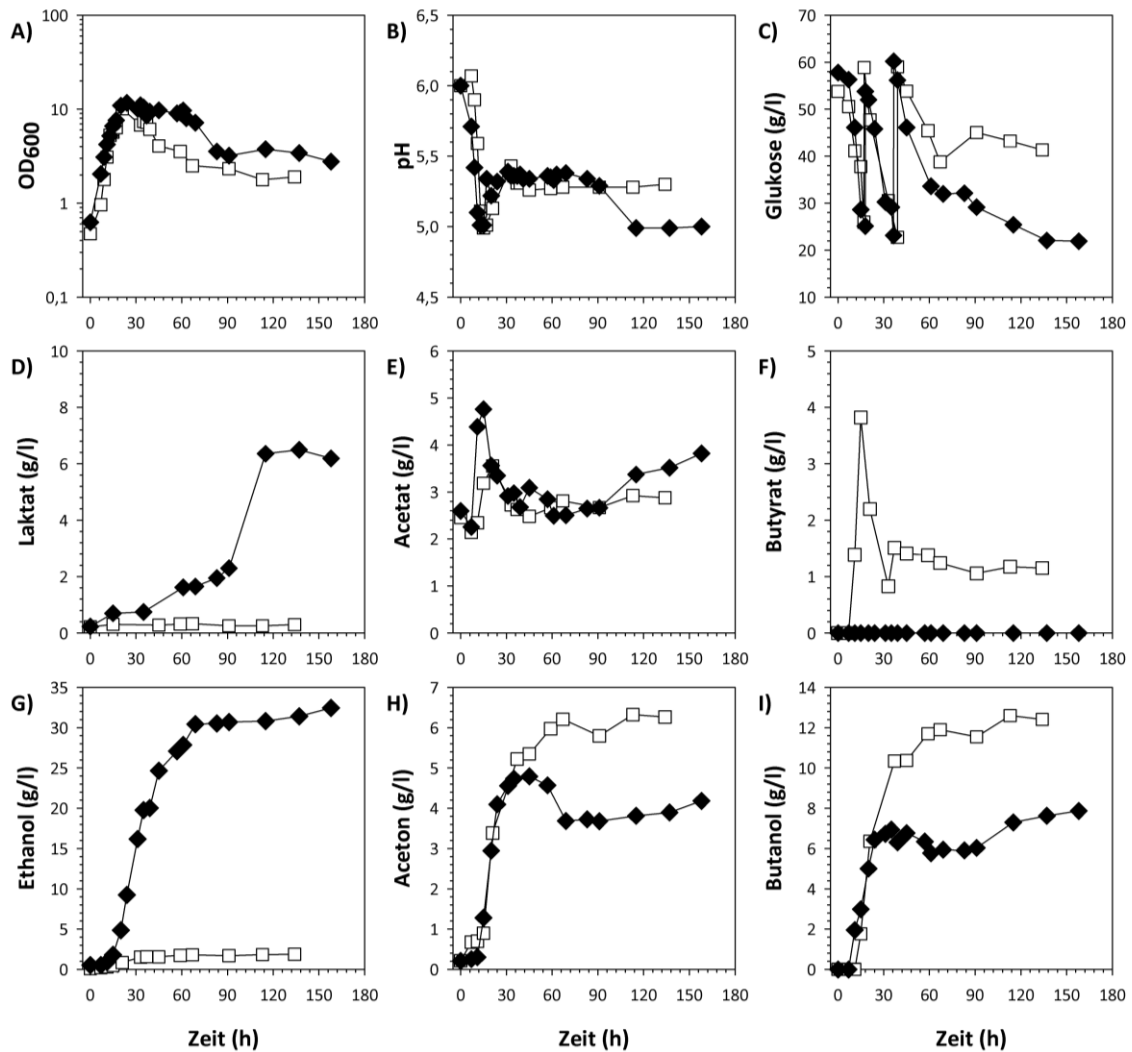 A)
OD600
100
10
1
0,1
0 30 60 90 120 150 180
B)
pH
6,5
6,0
5,5
5,0
4,5
0 30 60 90 120 150 180
C)
Glukose (g/l)
70
60
50
40
30
20
10
0 30 60 90 120 150 180
D)
Laktat (g/l)
10
8
6
4
2
0
0 30 60 90 120 150 180
E)
Acetat (g/l)
6
5
4
3
2
1
0
0 30 60 90 120 150 180
F)
Butyrat (g/l)
5
4
3
2
1
0
0 30 60 90 120 150 180
G)
Ethanol (g/l)
35
30
25
20
15
10
5
0
0 30 60 90 120 150 180
Zeit (h)
H)
Aceton (g/l)
7
6
5
4
3
2
1
0
0 30 60 90 120 150 180
Zeit (h)
I)
Butanol (g/l)
14
12
10
8
6
4
2
0
0 30 60 90 120 150 180
Zeit (h)